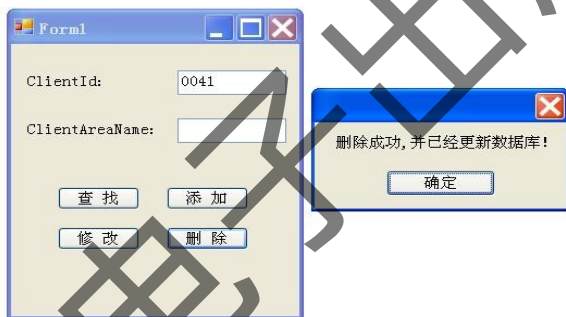 Form1
ClientId:
0041
ClientAreaName:
查找
添加
修改
删除
删除成功,并已经更新数据库!
确定